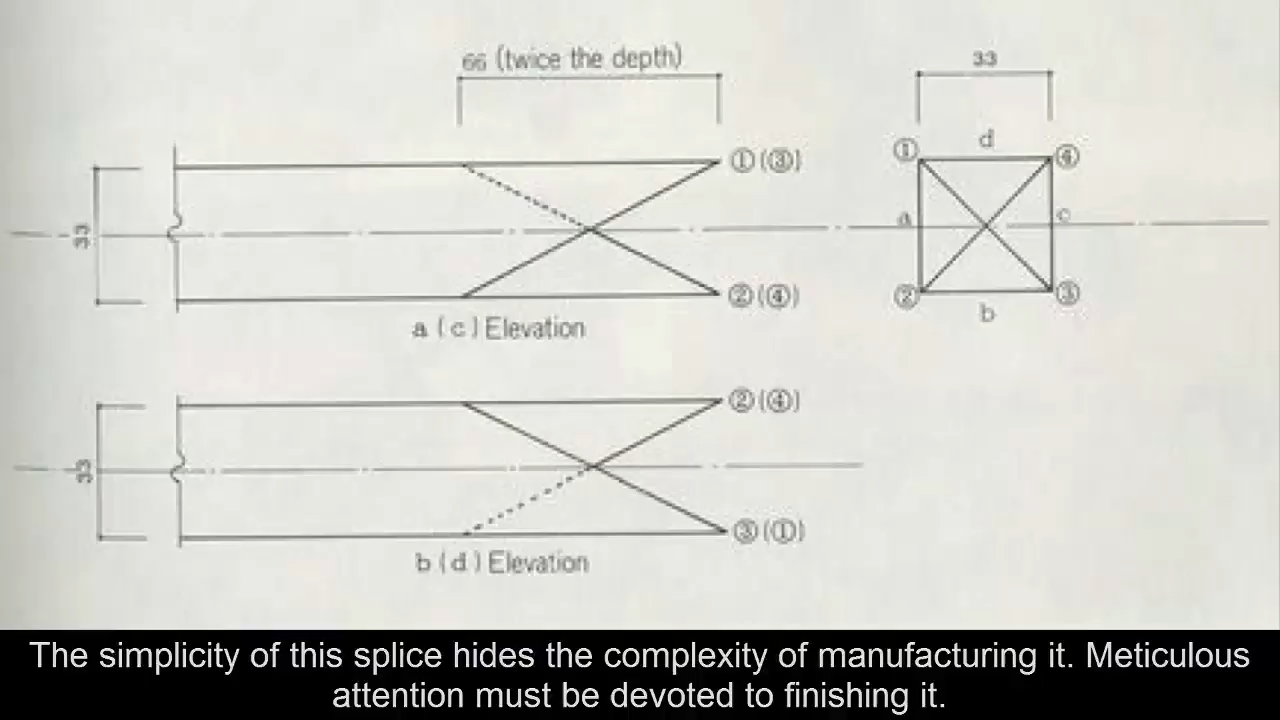 66 (twice the depth)
33
① (③)
① d ④
33
a c
② (④)
② ③
a ( c ) Elevation
b
② (④)
33
③ (①)
b ( d ) Elevation
The simplicity of this splice hides the complexity of manufacturing it. Meticulous
attention must be devoted to finishing it.